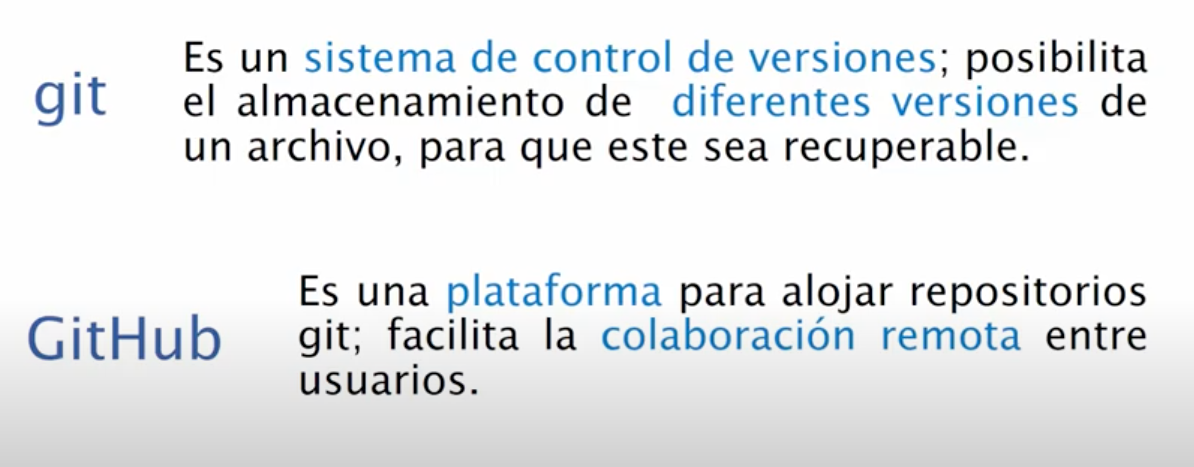 git
Es un sistema de control de versiones; posibilita
el almacenamiento de diferentes versiones de
un archivo, para que este sea recuperable.
GitHub
Es una plataforma para alojar repositorios
git; facilita la colaboración remota entre
usuarios.